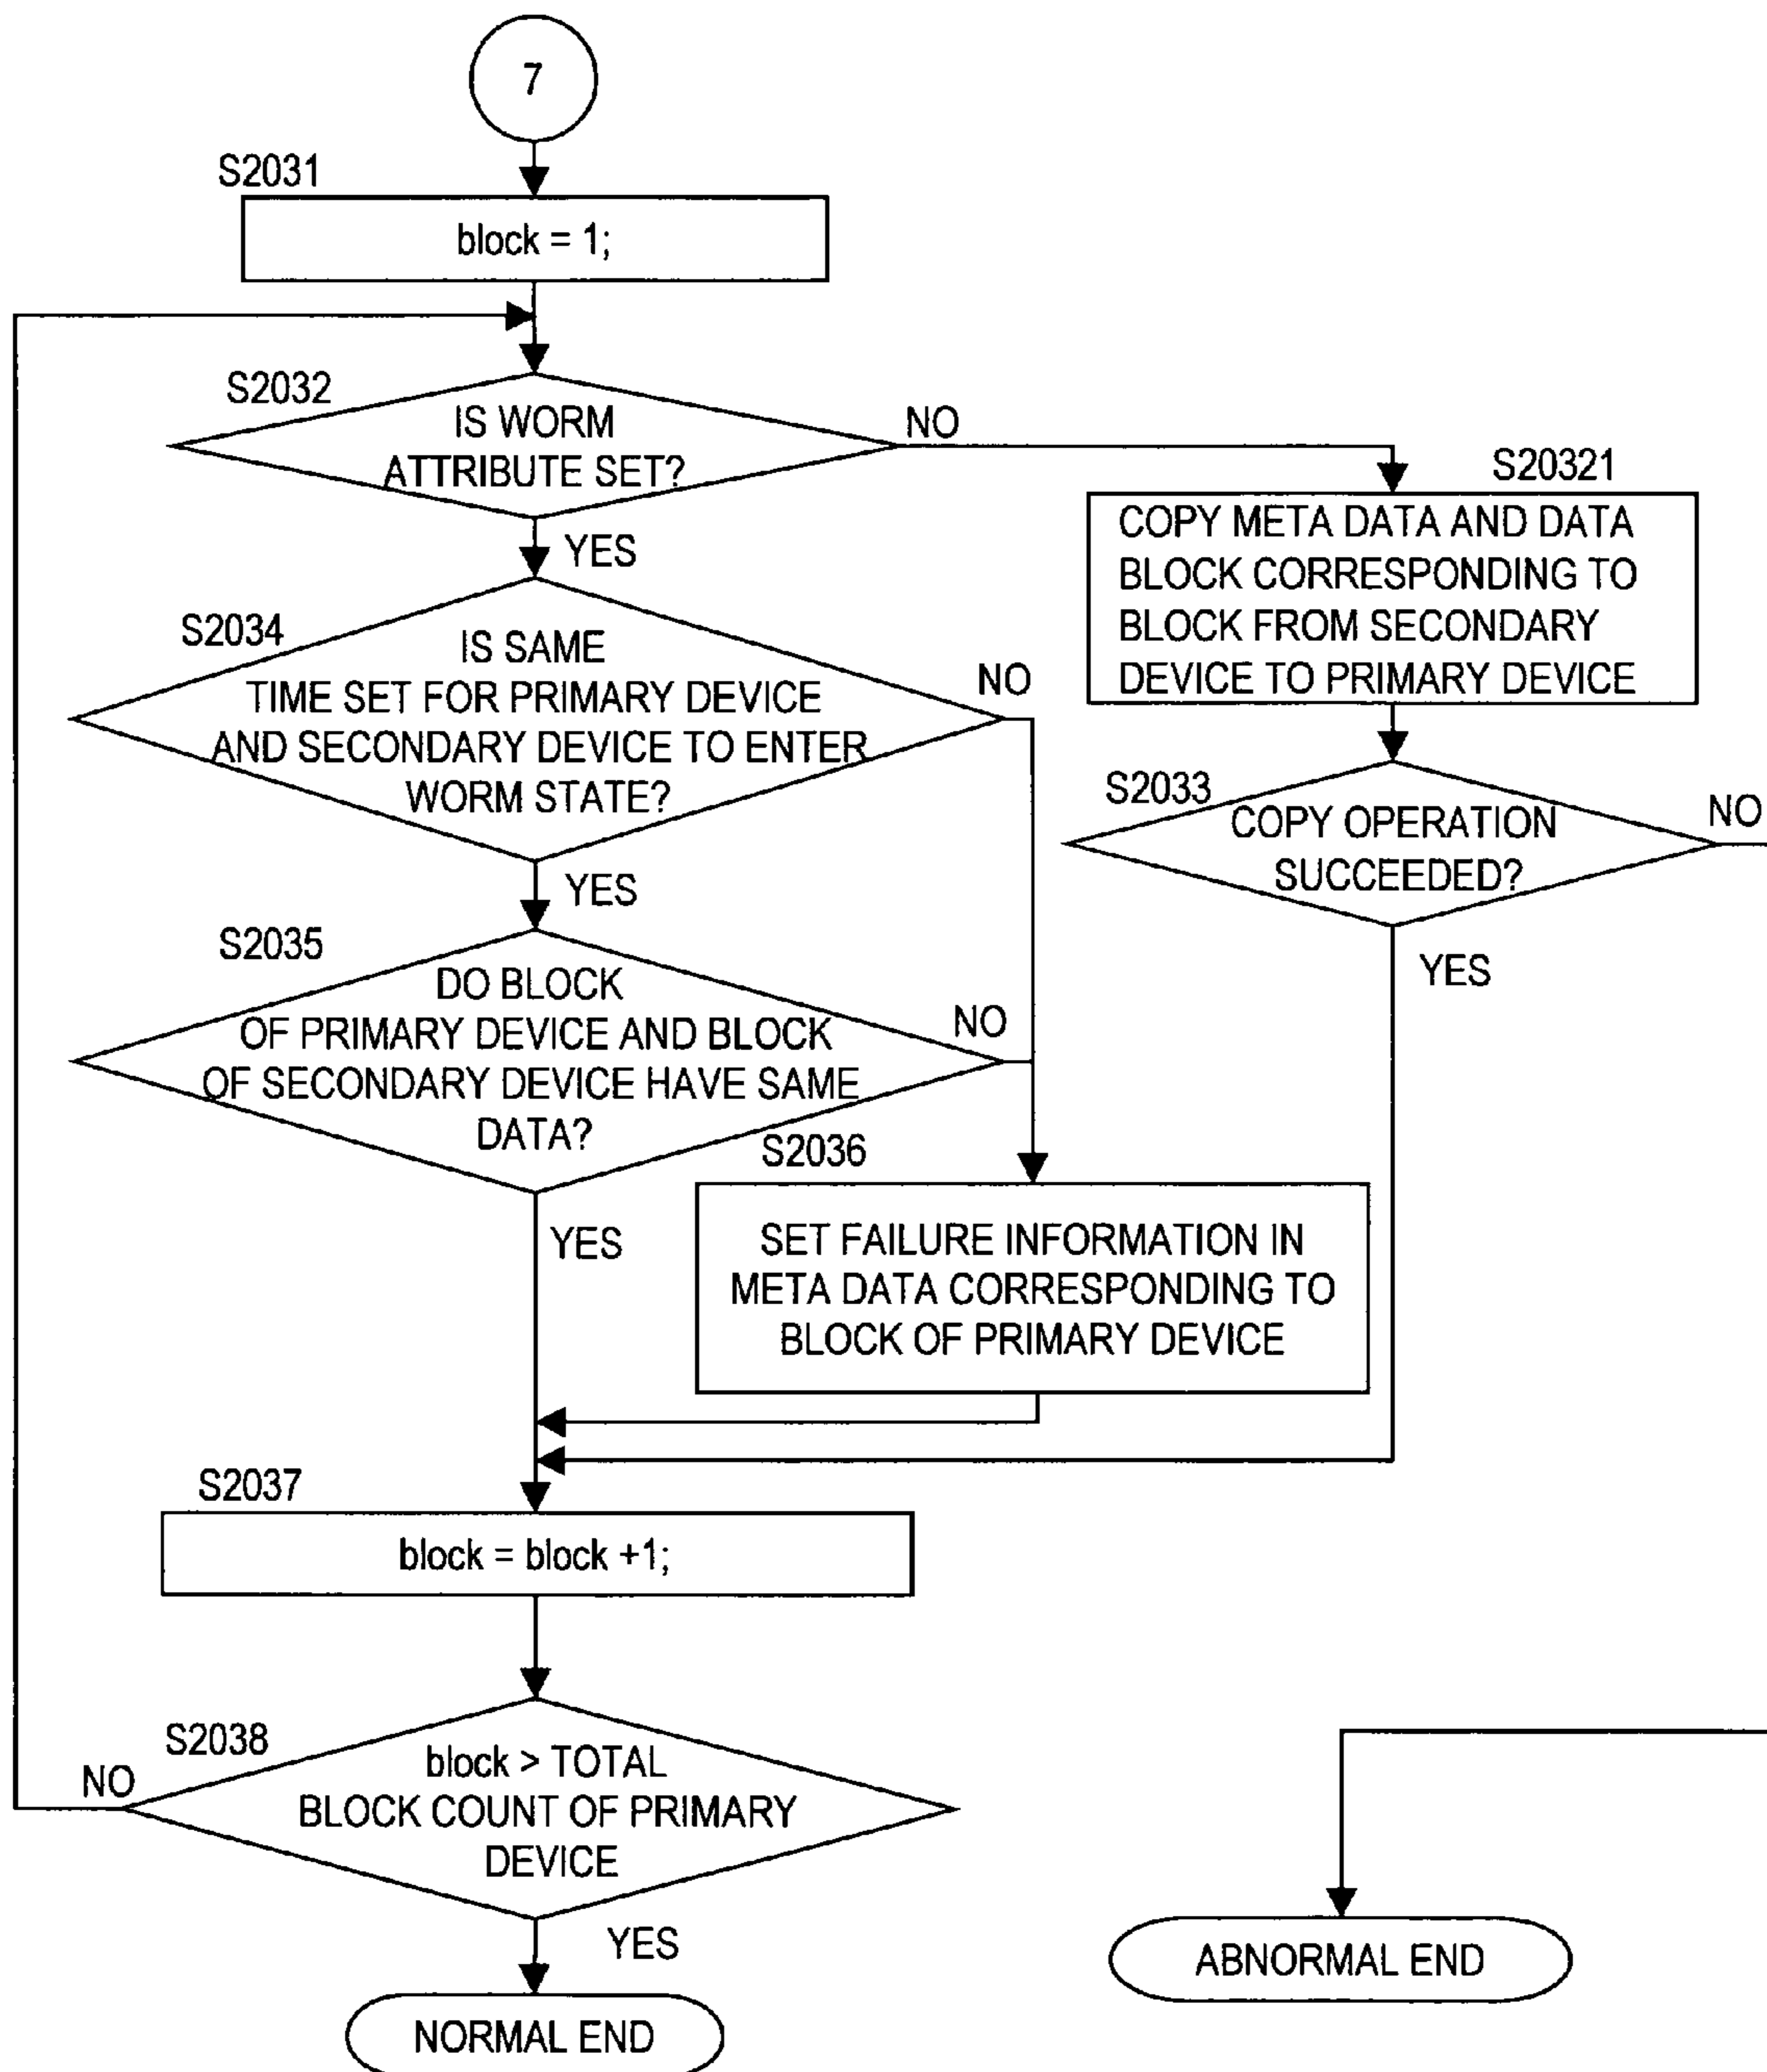 7
S2031
block = 1;
S2032
IS WORM
ATTRIBUTE SET?
NO
YES
S20321
COPY META DATA AND DATA
BLOCK CORRESPONDING TO
BLOCK FROM SECONDARY
DEVICE TO PRIMARY DEVICE
S2034
IS SAME
TIME SET FOR PRIMARY DEVICE
AND SECONDARY DEVICE TO ENTER
WORM STATE?
NO
YES
S2033
COPY OPERATION
SUCCEEDED?
NO
YES
S2035
DO BLOCK
OF PRIMARY DEVICE AND BLOCK
OF SECONDARY DEVICE HAVE SAME
DATA?
NO
YES
S2036
SET FAILURE INFORMATION IN
META DATA CORRESPONDING TO
BLOCK OF PRIMARY DEVICE
S2037
block = block +1;
S2038
block > TOTAL
BLOCK COUNT OF PRIMARY
DEVICE
NO
YES
NORMAL END
ABNORMAL END